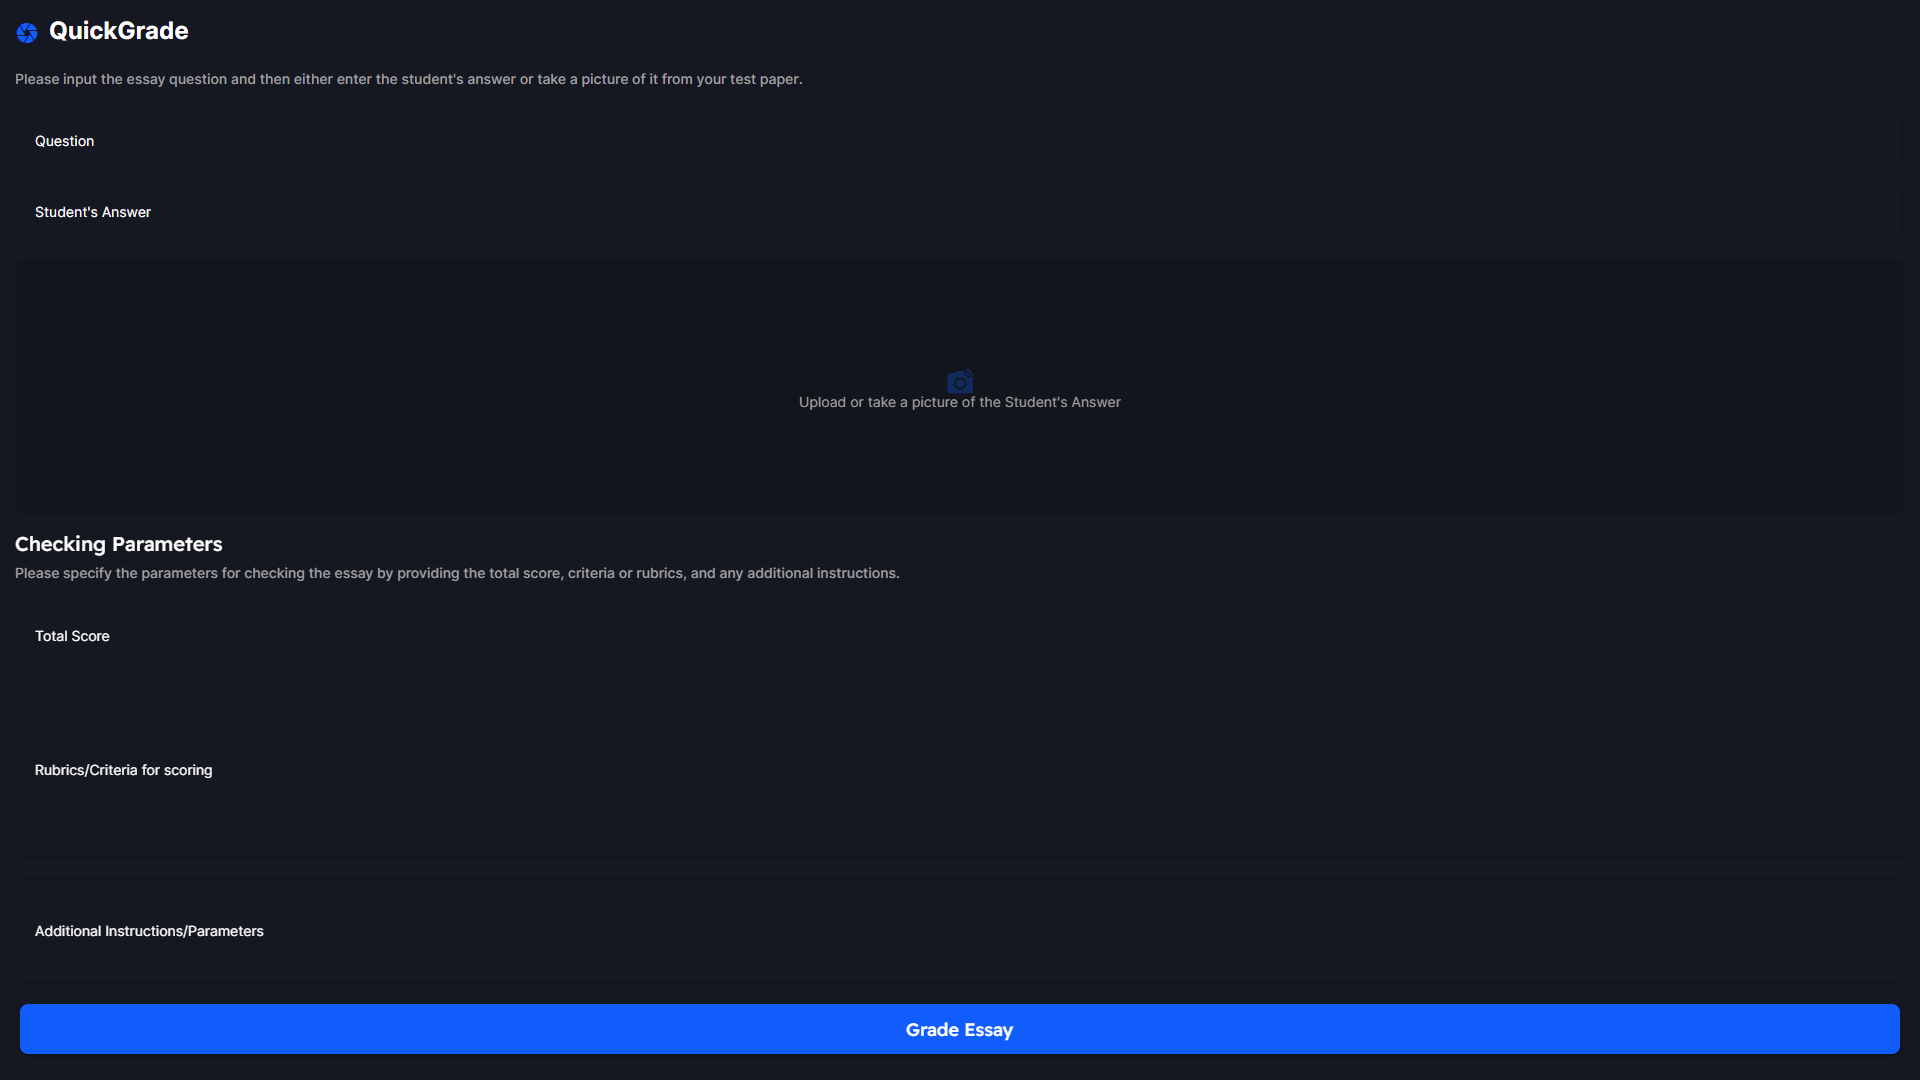 QuickGrade
Please input the essay question and then either enter the student's answer or take a picture of it from your test paper.
Question
Student's Answer
Upload or take a picture of the Student's Answer
Checking Parameters
Please specify the parameters for checking the essay by providing the total score, criteria or rubrics, and any additional instructions.
Total Score
Rubrics/Criteria for scoring
Additional Instructions/Parameters
Grade Essay